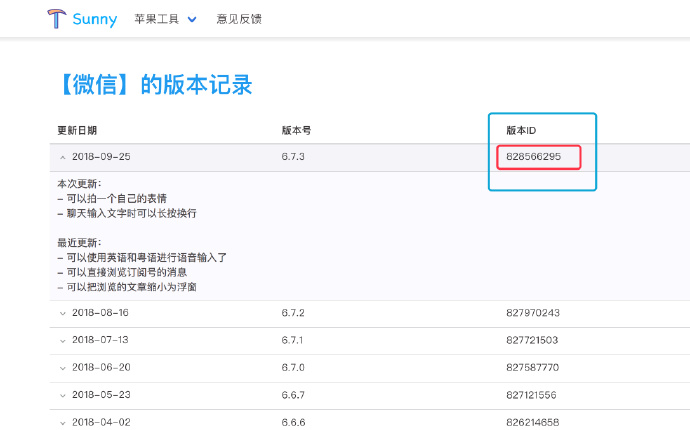 Sunny 苹果工具 意见反馈
【微信】的版本记录
更新日期 版本号 版本ID
2018-09-25 6.7.3 828566295
本次更新：
- 可以拍一个自己的表情
- 聊天输入文字时可以长按换行
最近更新：
- 可以使用英语和粤语进行语音输入了
- 可以直接浏览订阅号的消息
- 可以把浏览的文章缩小为浮窗
2018-08-16 6.7.2 827970243
2018-07-13 6.7.1 827721503
2018-06-20 6.7.0 827587770
2018-05-23 6.6.7 827121556
2018-04-02 6.6.6 826214658